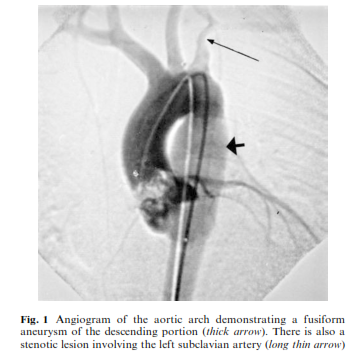 Fig. 1 Angiogram of the aortic arch demonstrating a fusiform
aneurysm of the descending portion (thick arrow). There is also a
stenotic lesion involving the left subclavian artery (long thin arrow)